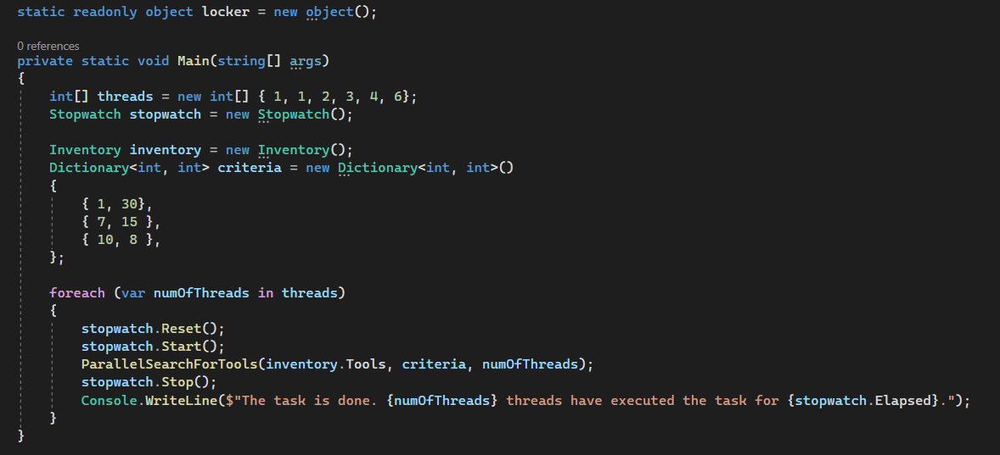 static readonly object locker = new object();
0 references
private static void Main(string[] args)
{
int[] threads = new int[] { 1, 1, 2, 3, 4, 6};
Stopwatch stopwatch = new Stopwatch();
Inventory inventory = new Inventory();
Dictionary<int, int> criteria = new Dictionary<int, int>()
{
{ 1, 30},
{ 7, 15 },
{ 10, 8 },
};
foreach (var numOfThreads in threads)
{
stopwatch.Reset();
stopwatch.Start();
ParallelSearchForTools(inventory.Tools, criteria, numOfThreads);
stopwatch.Stop();
Console.WriteLine($"The task is done. {numOfThreads} threads have executed the task for {stopwatch.Elapsed}.");
}
}